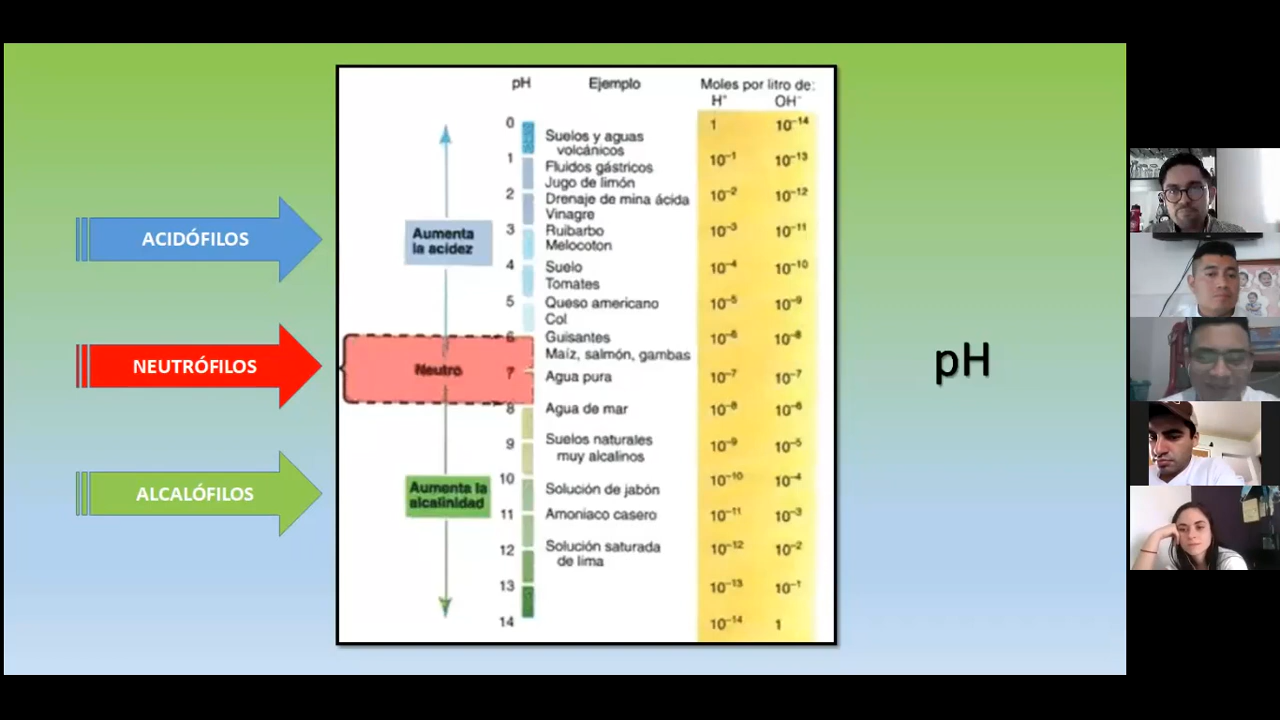 ACIDÓFILOS
NEUTRÓFILOS
ALCALÓFILOS
pH
Ejemplo
Moles por litro de:
H⁺
OH⁻
Aumenta
la acidez
Neutro
Aumenta la
alcalinidad
0
1
2
3
4
5
6
7
8
9
10
11
12
13
14
Suelos y aguas
volcánicos
Fluidos gástricos
Jugo de limón
Drenaje de mina ácida
Vinagre
Ruibarbo
Melocoton
Suelo
Tomates
Queso americano
Col
Guisantes
Maíz, salmón, gambas
Agua pura
Agua de mar
Suelos naturales
muy alcalinos
Solución de jabón
Amoniaco casero
Solución saturada
de lima
1 10⁻¹⁴
10⁻¹ 10⁻¹³
10⁻² 10⁻¹²
10⁻³ 10⁻¹¹
10⁻⁴ 10⁻¹⁰
10⁻⁵ 10⁻⁹
10⁻⁶ 10⁻⁸
10⁻⁷ 10⁻⁷
10⁻⁸ 10⁻⁶
10⁻⁹ 10⁻⁵
10⁻¹⁰ 10⁻⁴
10⁻¹¹ 10⁻³
10⁻¹² 10⁻²
10⁻¹³ 10⁻¹
10⁻¹⁴ 1
pH